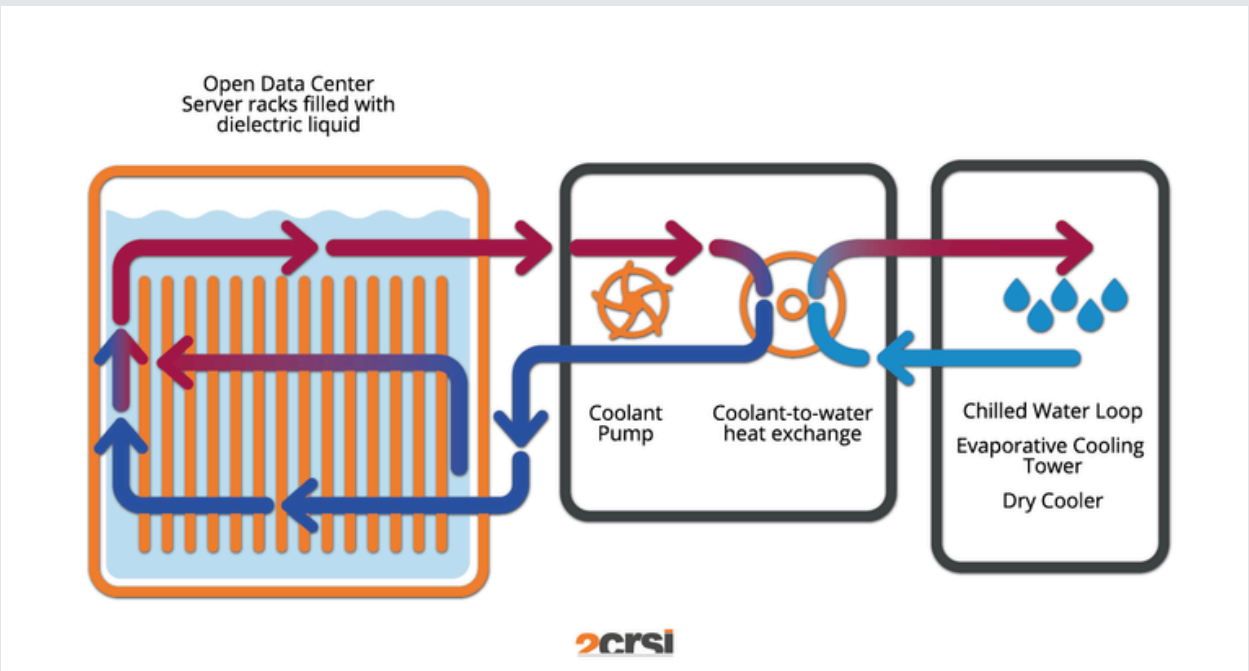 Open Data Center
Server racks filled with
dielectric liquid
Coolant
Pump
Coolant-to-water
heat exchange
Chilled Water Loop
Evaporative Cooling
Tower
Dry Cooler
2crsi